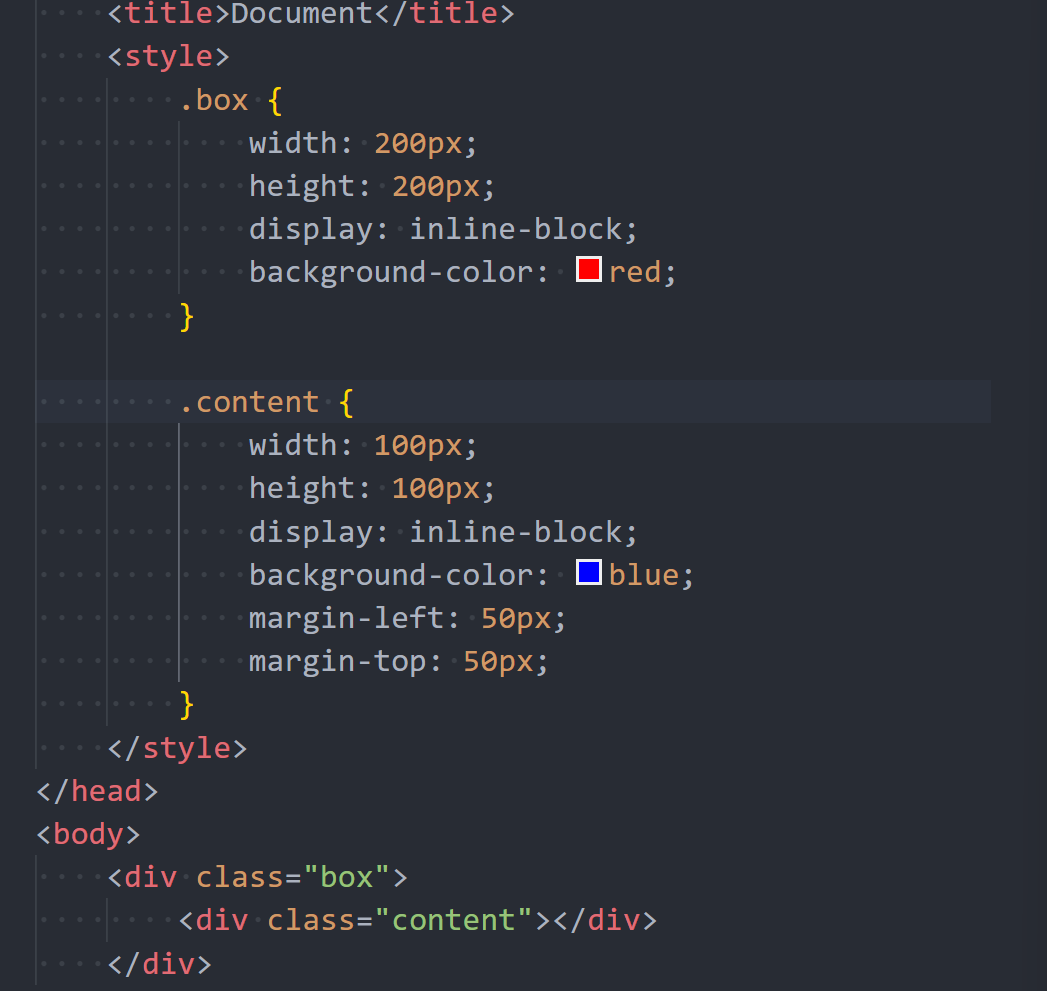 <title>Document</title>
<style>
.box {
width: 200px;
height: 200px;
display: inline-block;
background-color: red;
}
.content {
width: 100px;
height: 100px;
display: inline-block;
background-color: blue;
margin-left: 50px;
margin-top: 50px;
}
</style>
</head>
<body>
<div class="box">
<div class="content"></div>
</div>